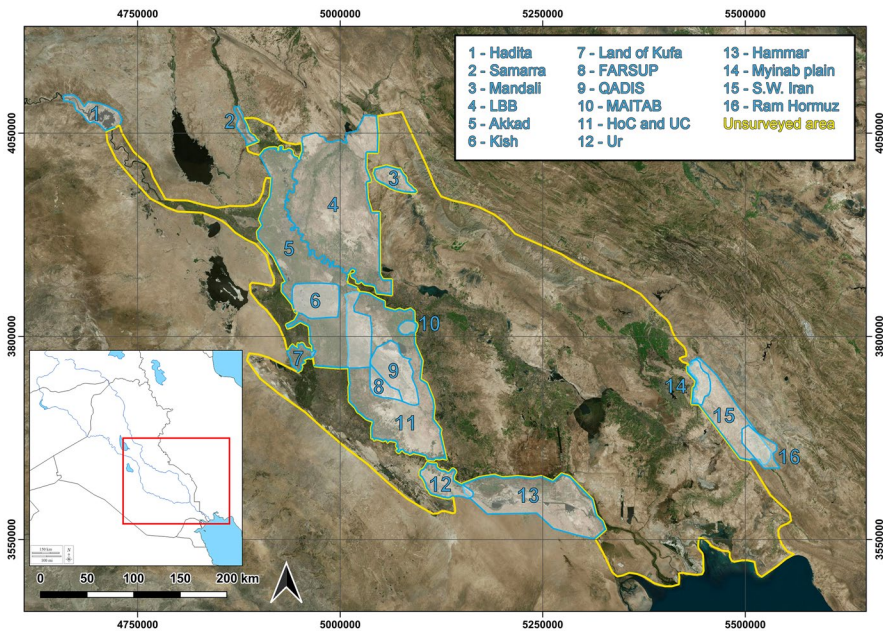 4750000 5000000 5250000 5500000
1 - Hadita
2 - Samarra
3 - Mandali
4 - LBB
5 - Akkad
6 - Kish
7 - Land of Kufa
8 - FARSUP
9 - QADIS
10 - MAITAB
11 - HoC and UC
12 - Ur
13 - Hammar
14 - Myinab plain
15 - S.W. Iran
16 - Ram Hormuz
Unsurveyed area
4050000
4050000
3800000
3800000
3550000
3550000
1
2
3
4
5
6
7
8
9
10
11
12
13
14
15
16
0 50 100 150 200 km
4750000 5000000 5250000 5500000